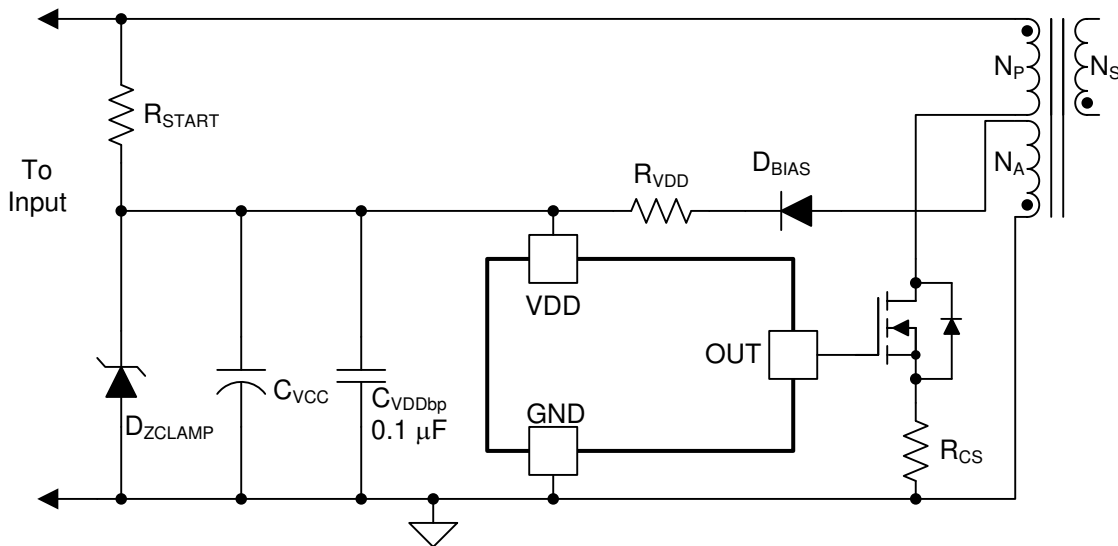 N_P
N_S
R_START
To
Input
R_VDD
D_BIAS
N_A
VDD
OUT
C_VCC
C_VDDbp
0.1 μF
GND
D_ZCLAMP
R_CS